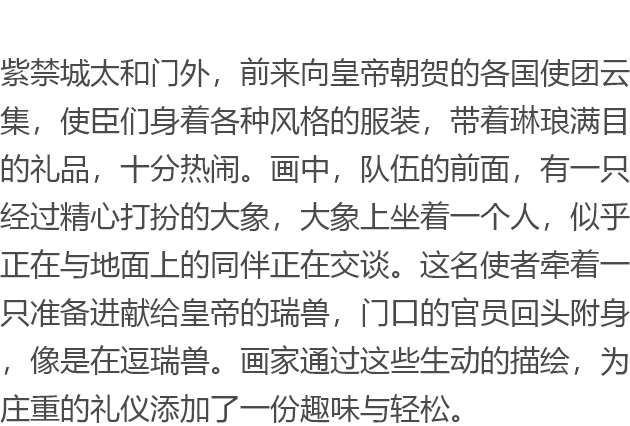 紫禁城太和门外，前来向皇帝朝贺的各国使团云
集，使臣们身着各种风格的服装，带着琳琅满目
的礼品，十分热闹。画中，队伍的前面，有一只
经过精心打扮的大象，大象上坐着一个人，似乎
正在与地面上的同伴正在交谈。这名使者牵着一
只准备进献给皇帝的瑞兽，门口的官员回头附身
，像是在逗瑞兽。画家通过这些生动的描绘，为
庄重的礼仪添加了一份趣味与轻松。